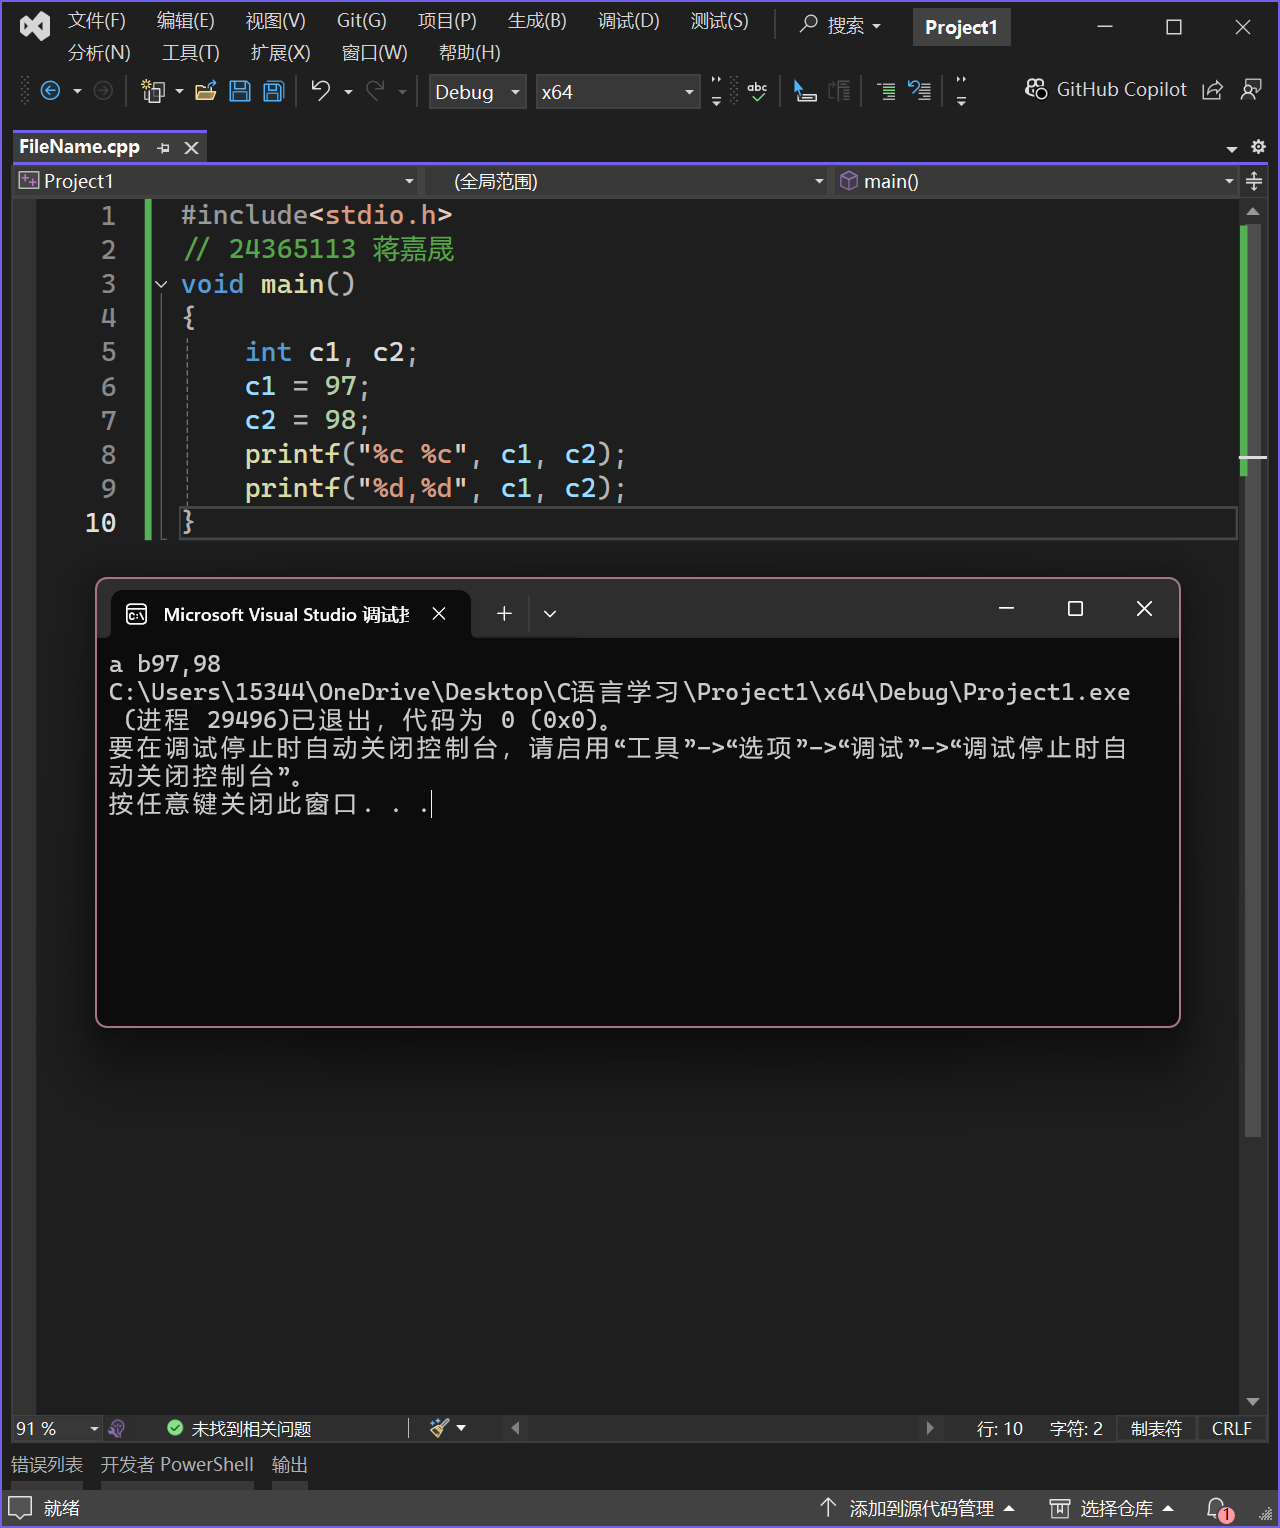 文件(F) 编辑(E) 视图(V) Git(G) 项目(P) 生成(B) 调试(D) 测试(S) 搜索 Project1
分析(N) 工具(T) 扩展(X) 窗口(W) 帮助(H)
Debug x64 abc GitHub Copilot
FileName.cpp
Project1 (全局范围) main()
1 #include<stdio.h>
2 // 24365113 蒋嘉晟
3 void main()
4 {
5 int c1, c2;
6 c1 = 97;
7 c2 = 98;
8 printf("%c %c", c1, c2);
9 printf("%d,%d", c1, c2);
10 }
Microsoft Visual Studio 调试控
a b97,98
C:\Users\15344\OneDrive\Desktop\C语言学习\Project1\x64\Debug\Project1.exe
(进程 29496)已退出，代码为 0 (0x0)。
要在调试停止时自动关闭控制台，请启用“工具”->“选项”->“调试”->“调试停止时自
动关闭控制台”。
按任意键关闭此窗口. . .
91 % 未找到相关问题 行: 10 字符: 2 制表符 CRLF
错误列表 开发者 PowerShell 输出
就绪 添加到源代码管理 选择仓库 1